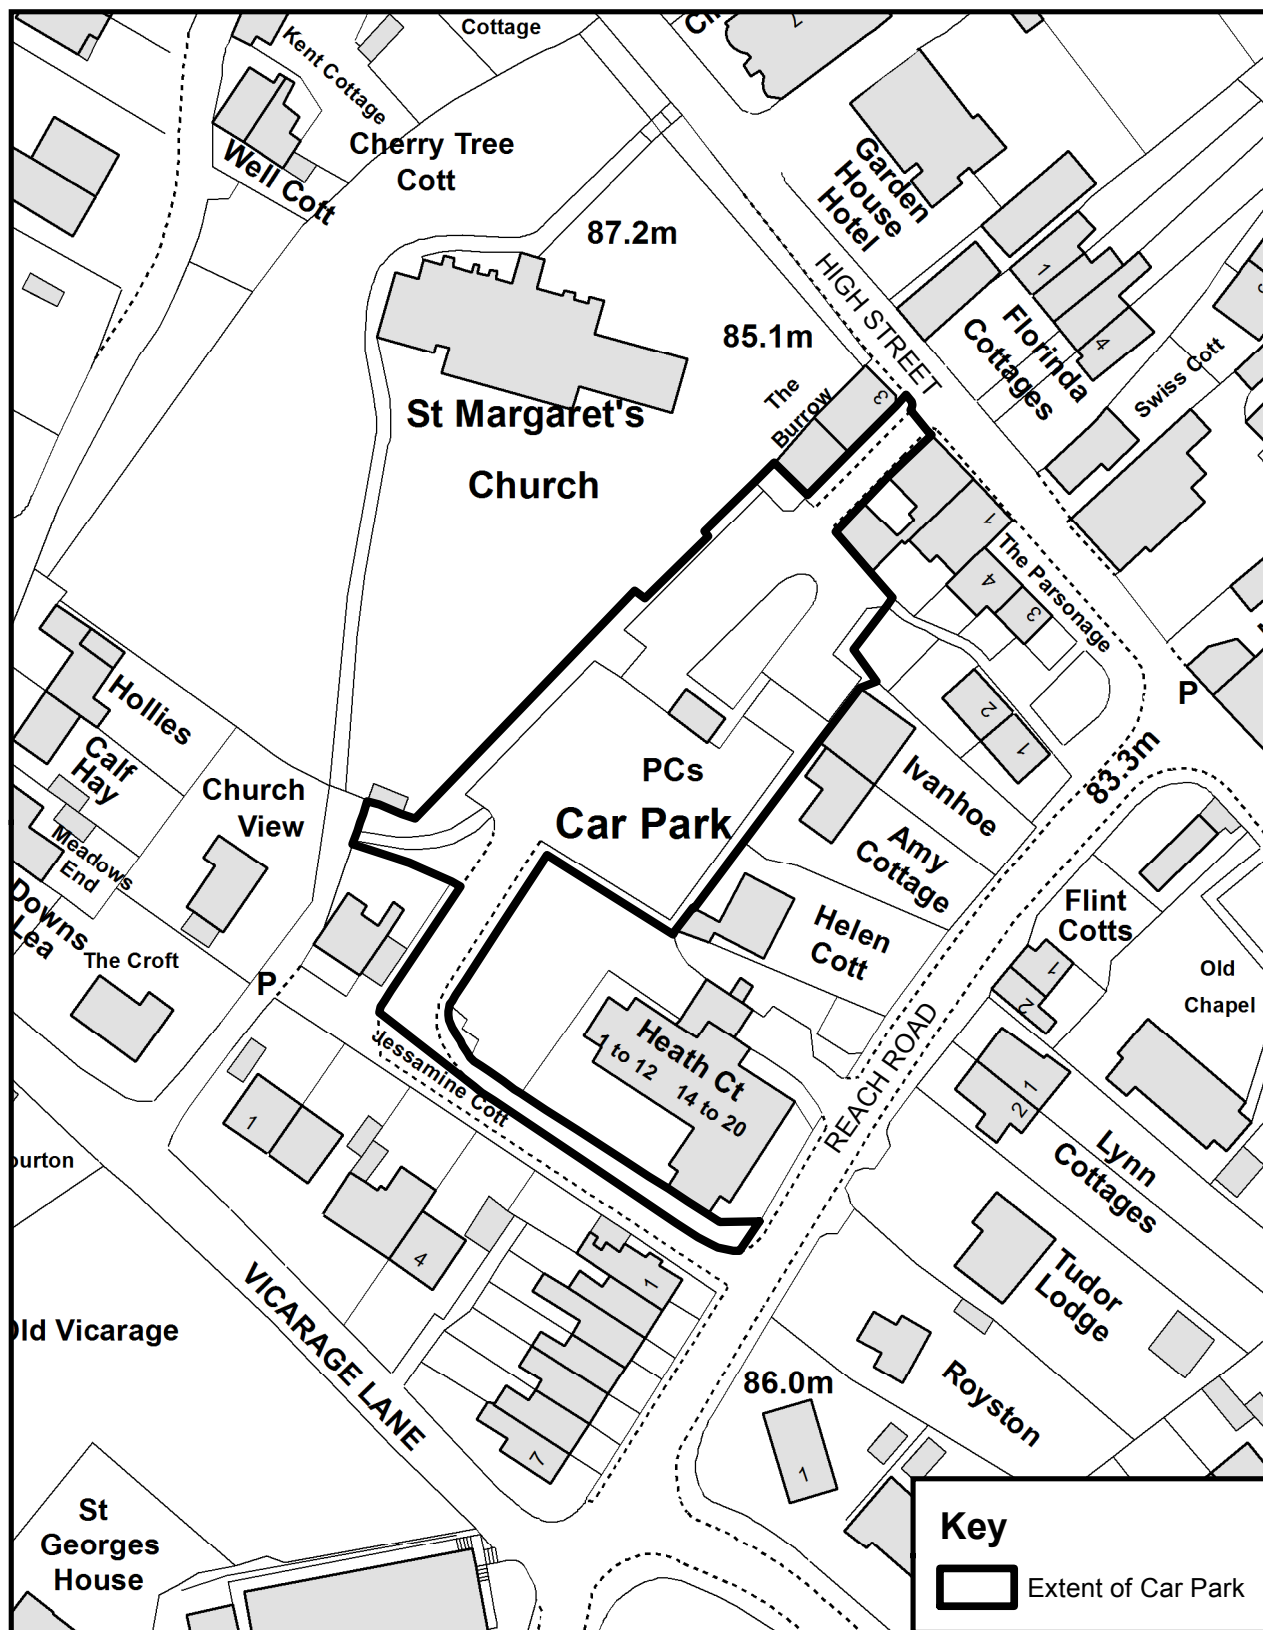 Cottage
7
Kent Cottage
Cherry Tree
Cott
Well Cott
87.2m
Garden
House
Hotel
HIGH STREET
85.1m
1
Florinda
Cottages
4
Swiss Cott
St Margaret's
Church
The
Burrow
3
1
The Parsonage
4
3
P
2
1
83.3m
Hollies
Calf
Hay
Church
View
Meadows
End
Downs
Lea
The Croft
P
PCs
Car Park
Ivanhoe
Amy
Cottage
Helen
Cott
Flint
Cotts
1
2
Old
Chapel
Heath Ct
1 to 12
14 to 20
Jessamine Cott
REACH ROAD
1
2
Lynn
Cottages
1
4
1
7
Tudor
Lodge
VICARAGE LANE
86.0m
Royston
1
St
Georges
House
Key
Extent of Car Park